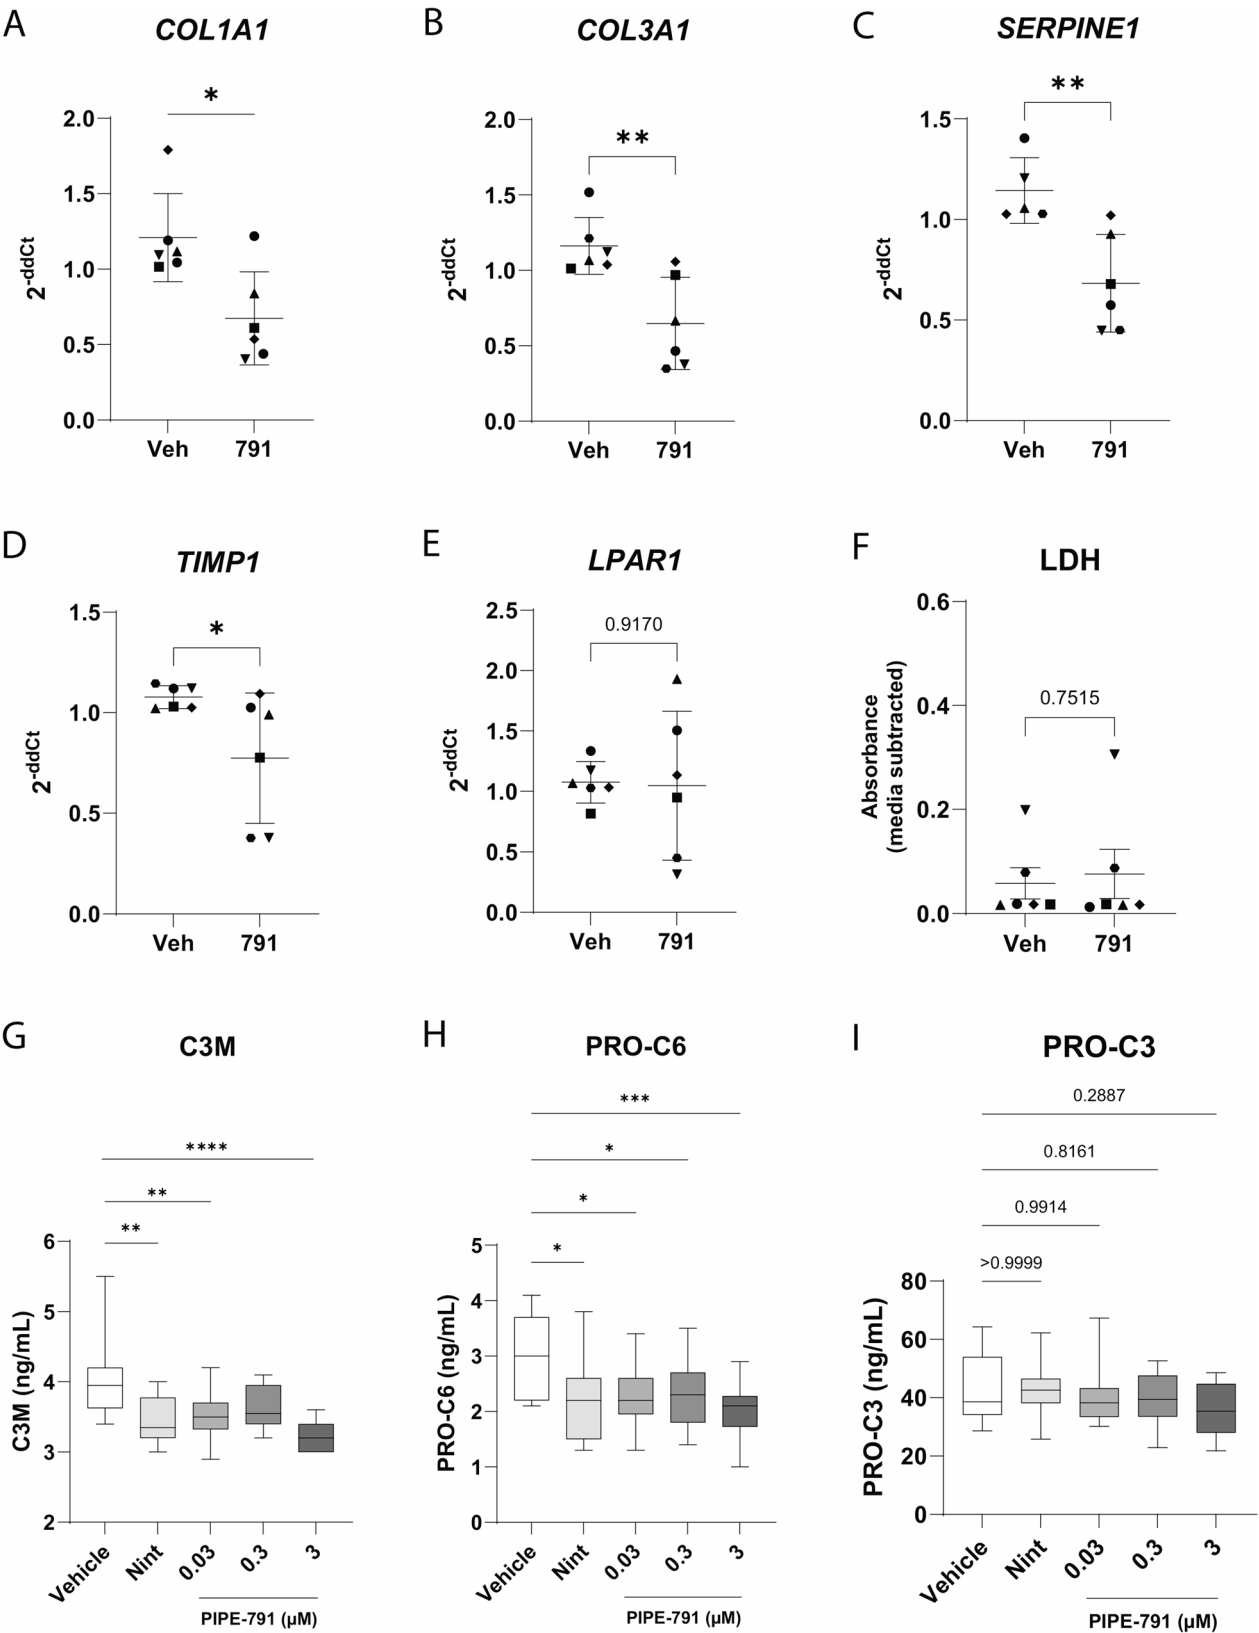 A
COL1A1
*
2.0
1.5
1.0
0.5
0.0
2-ddCt
Veh
791
B
COL3A1
**
2.0
1.5
1.0
0.5
0.0
2-ddCt
Veh
791
C
SERPINE1
**
1.5
1.0
0.5
0.0
2-ddCt
Veh
791
D
TIMP1
*
1.5
1.0
0.5
0.0
2-ddCt
Veh
791
E
LPAR1
0.9170
2.5
2.0
1.5
1.0
0.5
0.0
2-ddCt
Veh
791
F
LDH
0.7515
0.6
0.4
0.2
0.0
Absorbance
(media subtracted)
Veh
791
G
C3M
****
**
**
6
5
4
3
2
C3M (ng/mL)
Vehicle
Nint
0.03
0.3
3
PIPE-791 (μM)
H
PRO-C6
***
*
*
*
5
4
3
2
1
0
PRO-C6 (ng/mL)
Vehicle
Nint
0.03
0.3
3
PIPE-791 (μM)
I
PRO-C3
0.2887
0.8161
0.9914
>0.9999
80
60
40
20
0
PRO-C3 (ng/mL)
Vehicle
Nint
0.03
0.3
3
PIPE-791 (μM)